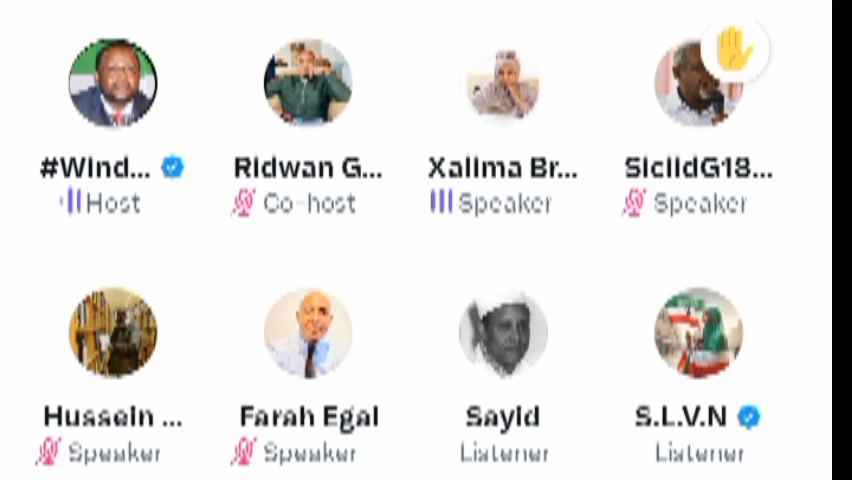 #Wind... Ridwan G... Xalima Br... SiciidG18...
Host Co-host Speaker Speaker
Hussein ... Farah Egal Sayid S.L.V.N
Speaker Speaker Listener Listener